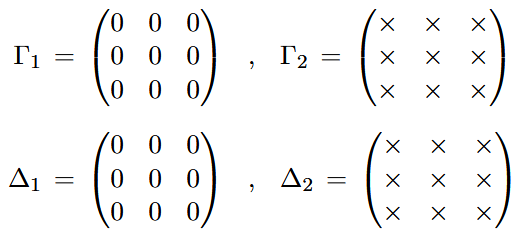 Γ₁ = (0 0 0 0 0 0 0 0 0) , Γ₂ = (× × × × × × × × ×)
Δ₁ = (0 0 0 0 0 0 0 0 0) , Δ₂ = (× × × × × × × × ×)